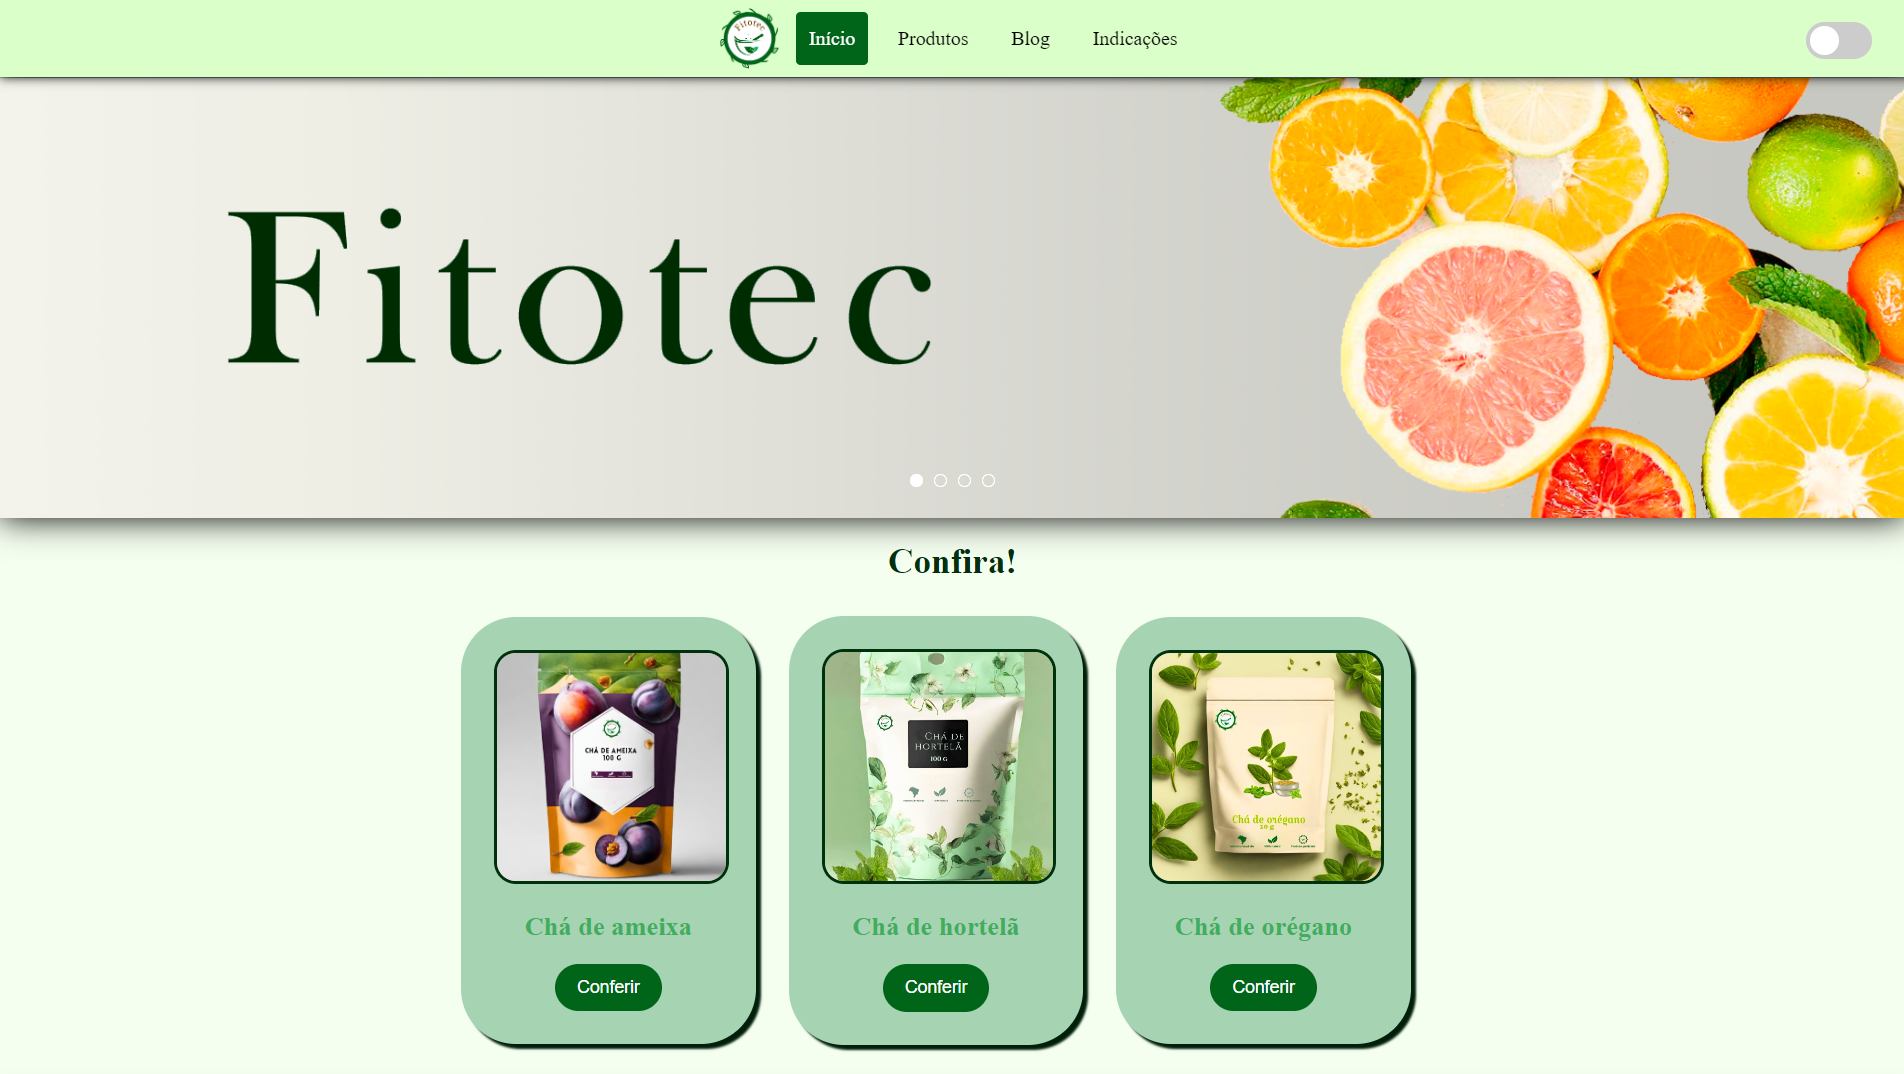 Fitotec
Início
Produtos
Blog
Indicações
Fitotec
Confira!
CHÁ DE AMEIXA
100 G
CHÁ DE
HORTELÃ
100 G
Chá de orégano
30 g
Chá de ameixa
Chá de hortelã
Chá de orégano
Conferir
Conferir
Conferir